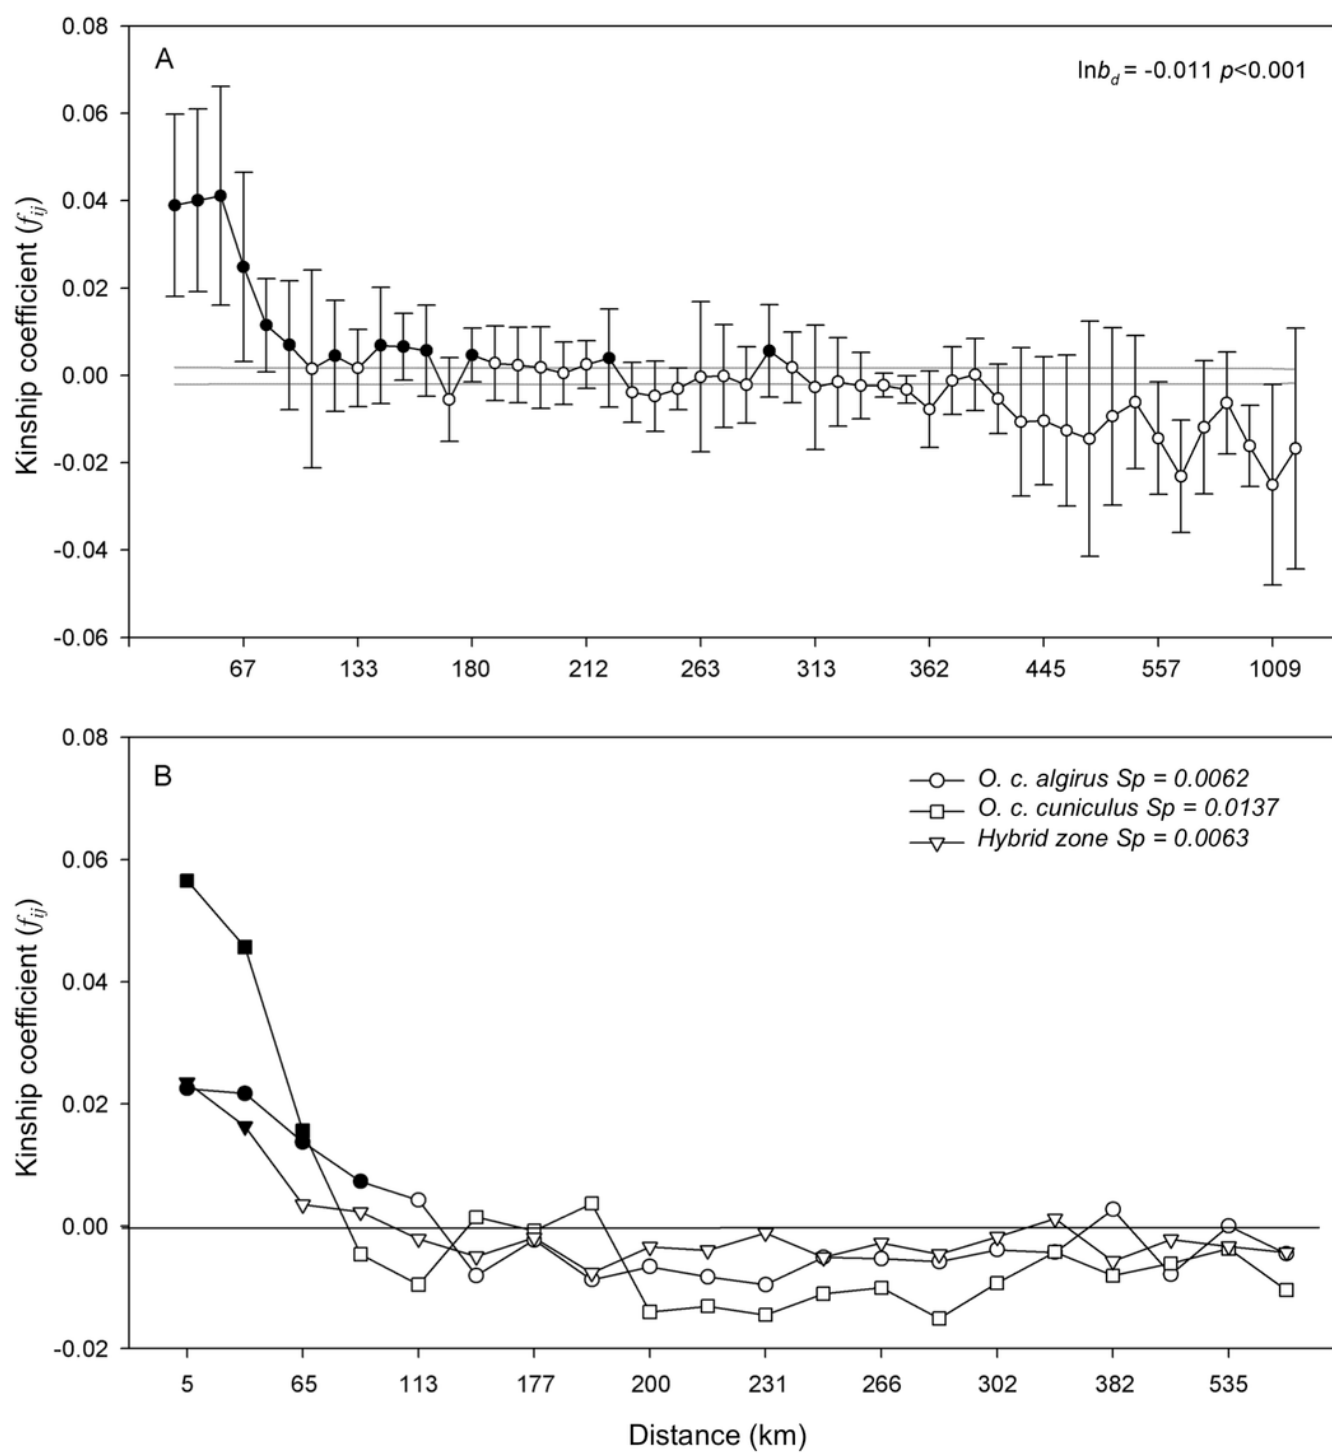 A
lnb_d = -0.011 p<0.001
Kinship coefficient (f_ij)
0.08
0.06
0.04
0.02
0.00
-0.02
-0.04
-0.06
67 133 180 212 263 313 362 445 557 1009
B
O. c. algirus Sp = 0.0062
O. c. cuniculus Sp = 0.0137
Hybrid zone Sp = 0.0063
Kinship coefficient (f_ij)
0.08
0.06
0.04
0.02
0.00
-0.02
5 65 113 177 200 231 266 302 382 535
Distance (km)